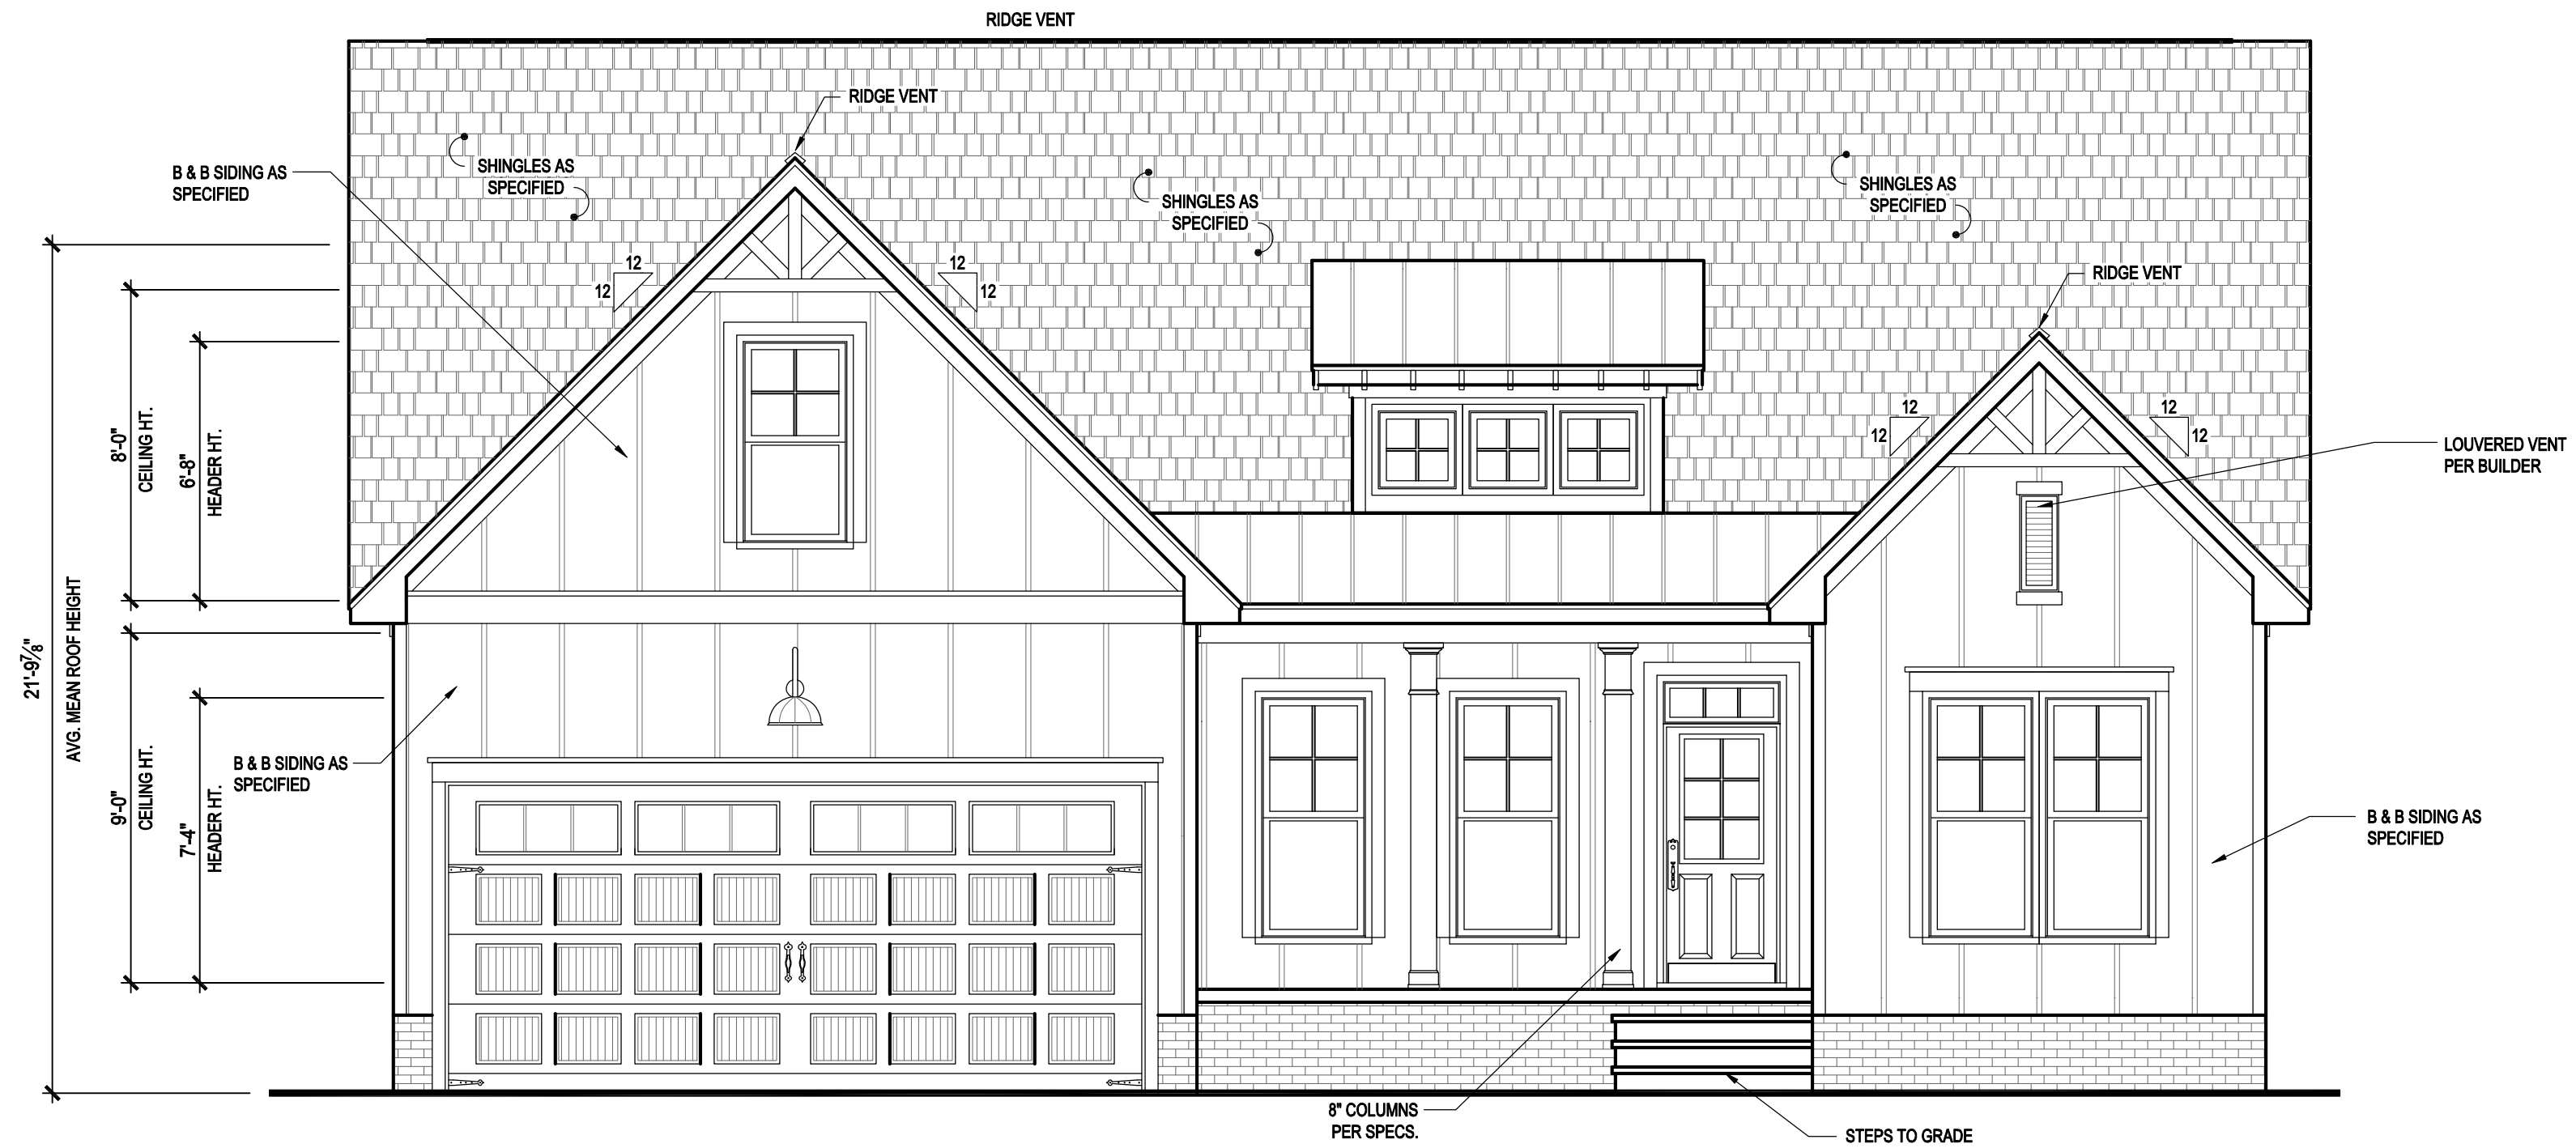 RIDGE VENT
RIDGE VENT
B & B SIDING AS
SPECIFIED
SHINGLES AS
SPECIFIED
SHINGLES AS
SPECIFIED
SHINGLES AS
SPECIFIED
12
12
12
12
RIDGE VENT
12
12
12
12
LOUVERED VENT
PER BUILDER
8'-0"
CEILING HT.
6'-8"
HEADER HT.
21'-9⅞"
AVG. MEAN ROOF HEIGHT
9'-0"
CEILING HT.
7'-4"
HEADER HT.
B & B SIDING AS
SPECIFIED
B & B SIDING AS
SPECIFIED
8" COLUMNS
PER SPECS.
STEPS TO GRADE